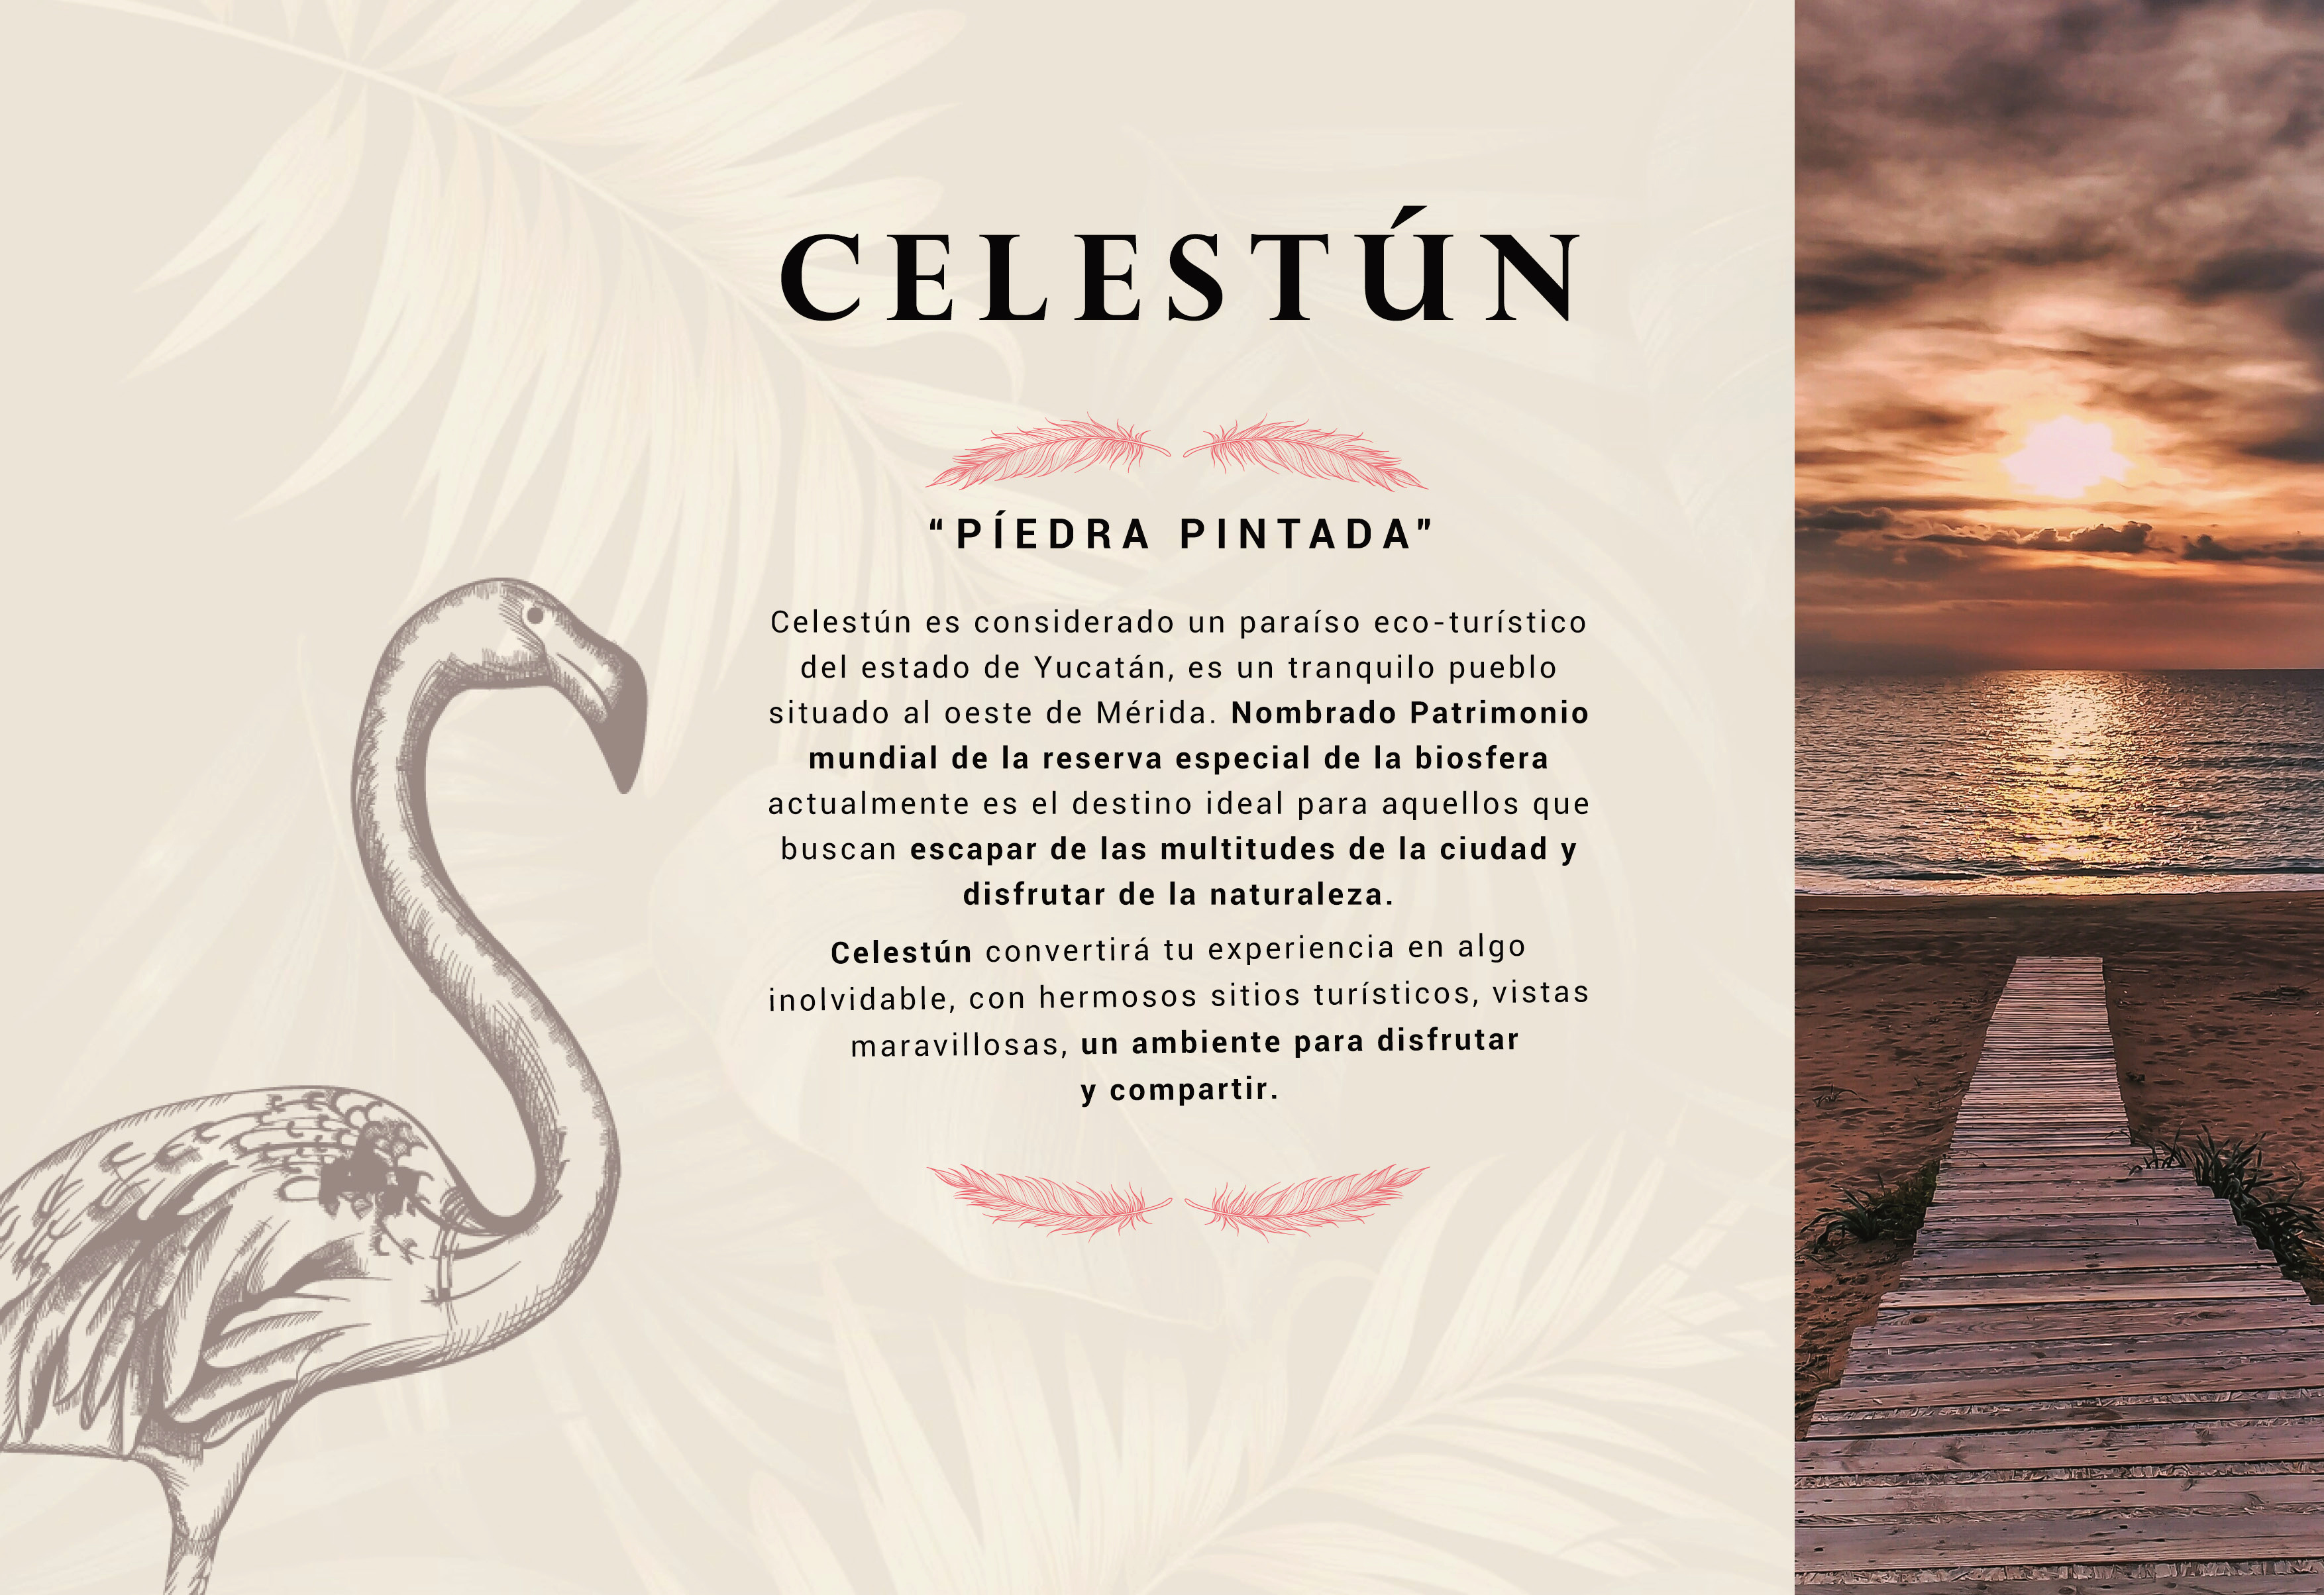 CELESTÚN
“PÍEDRA PINTADA”
Celestún es considerado un paraíso eco-turístico
del estado de Yucatán, es un tranquilo pueblo
situado al oeste de Mérida. Nombrado Patrimonio
mundial de la reserva especial de la biosfera
actualmente es el destino ideal para aquellos que
buscan escapar de las multitudes de la ciudad y
disfrutar de la naturaleza.
Celestún convertirá tu experiencia en algo
inolvidable, con hermosos sitios turísticos, vistas
maravillosas, un ambiente para disfrutar
y compartir.